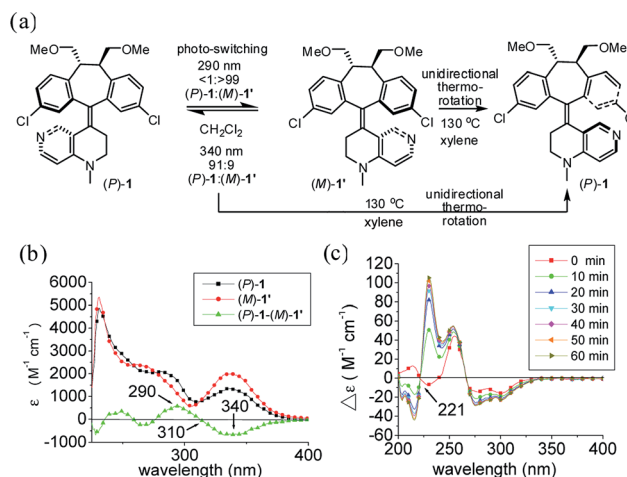 (a)
MeO OMe
Cl Cl
N
N
(P)-1
photo-switching
290 nm
<1:>99
(P)-1:(M)-1'
CH2Cl2
340 nm
91:9
(P)-1:(M)-1'
MeO OMe
Cl Cl
N
N
(M)-1'
unidirectional
thermo-
rotation
130 °C
xylene
MeO OMe
Cl Cl
N
N
(P)-1
130 °C
xylene
unidirectional
thermo-
rotation
(b)
(P)-1
(M)-1'
(P)-1-(M)-1'
6000
5000
4000
3000
2000
1000
0
-1000
ε (M-1 cm-1)
290
310
340
300 400
wavelength (nm)
(c)
0 min
10 min
20 min
30 min
40 min
50 min
60 min
120
100
80
60
40
20
0
-20
-40
-60
△ε (M-1 cm-1)
221
200 250 300 350 400
wavelength (nm)